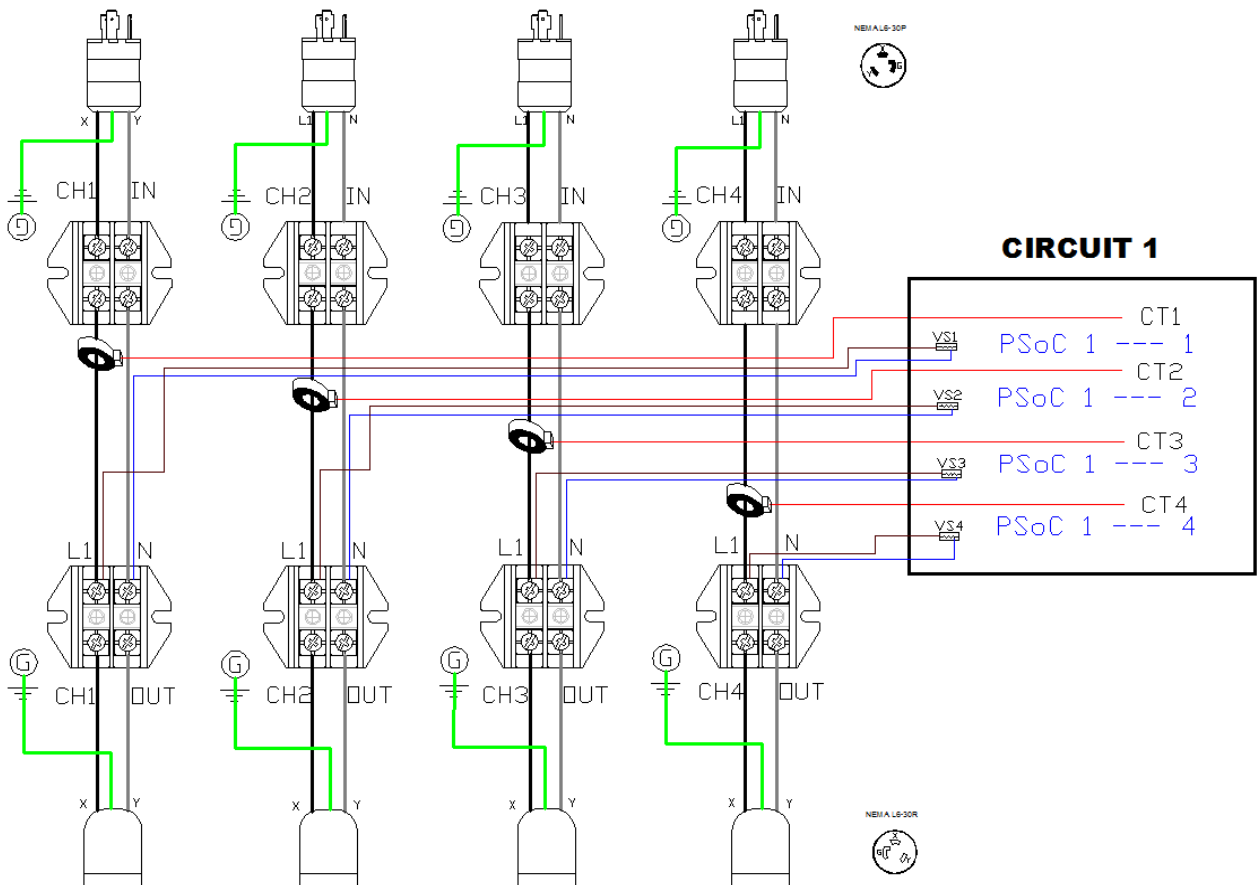 NEMA L6-30P
X
Y
G
X Y
L1 N
L1 N
L1 N
CH1 IN
CH2 IN
CH3 IN
CH4 IN
G
G
G
G
CIRCUIT 1
CT1
VS1
PSoC 1 --- 1
CT2
VS2
PSoC 1 --- 2
CT3
VS3
PSoC 1 --- 3
CT4
VS4
PSoC 1 --- 4
L1 N
L1 N
L1 N
L1 N
G
G
G
G
CH1 OUT
CH2 OUT
CH3 OUT
CH4 OUT
X Y
X Y
X Y
X Y
NEMA L6-30R
X
G
Y